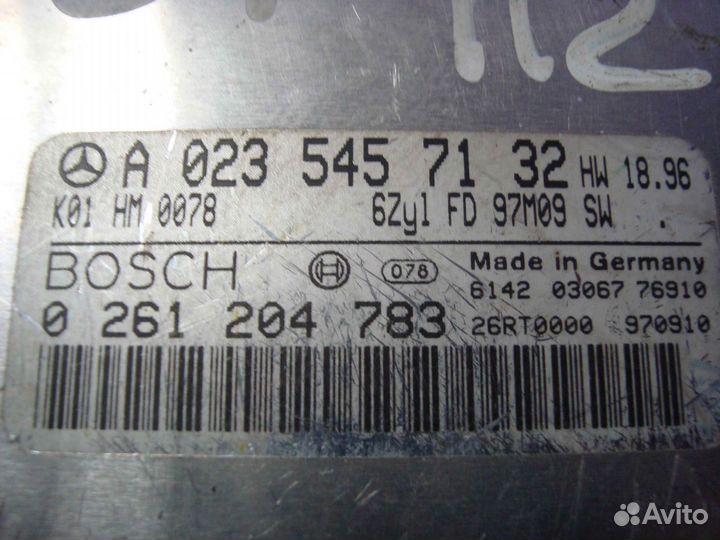 112
A 023 545 71 32 HW 18.96
K01 HM 0078 6Zyl FD 97M09 SW .
BOSCH 078 Made in Germany
6142 03067 76910
0 261 204 783 26RT0000 970910
Avito